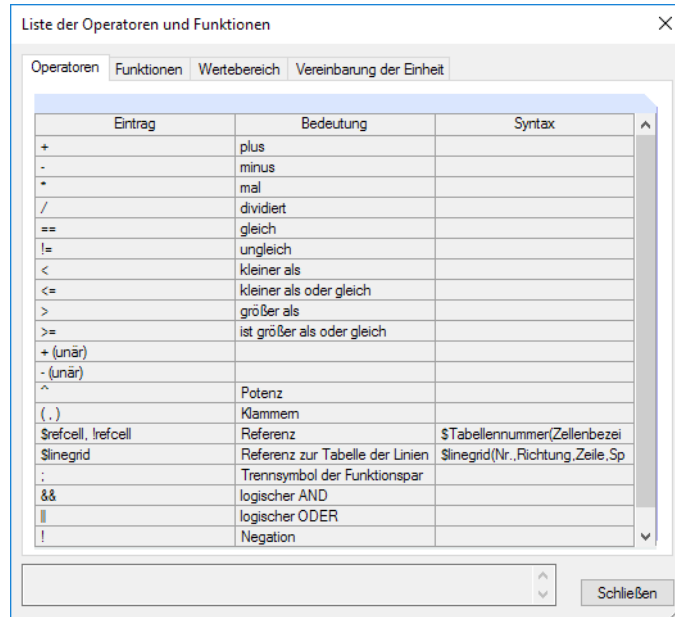 Liste der Operatoren und Funktionen
Operatoren Funktionen Wertebereich Vereinbarung der Einheit
Eintrag Bedeutung Syntax
+ plus
- minus
* mal
/ dividiert
== gleich
!= ungleich
< kleiner als
<= kleiner als oder gleich
> größer als
>= ist größer als oder gleich
+ (unär)
- (unär)
^ Potenz
( , ) Klammern
$refcell, !refcell Referenz $Tabellennummer(Zellenbezei
$linegrid Referenz zur Tabelle der Linien $linegrid(Nr.,Richtung,Zeile,Sp
; Trennsymbol der Funktionspar
&& logischer AND
|| logischer ODER
! Negation
Schließen